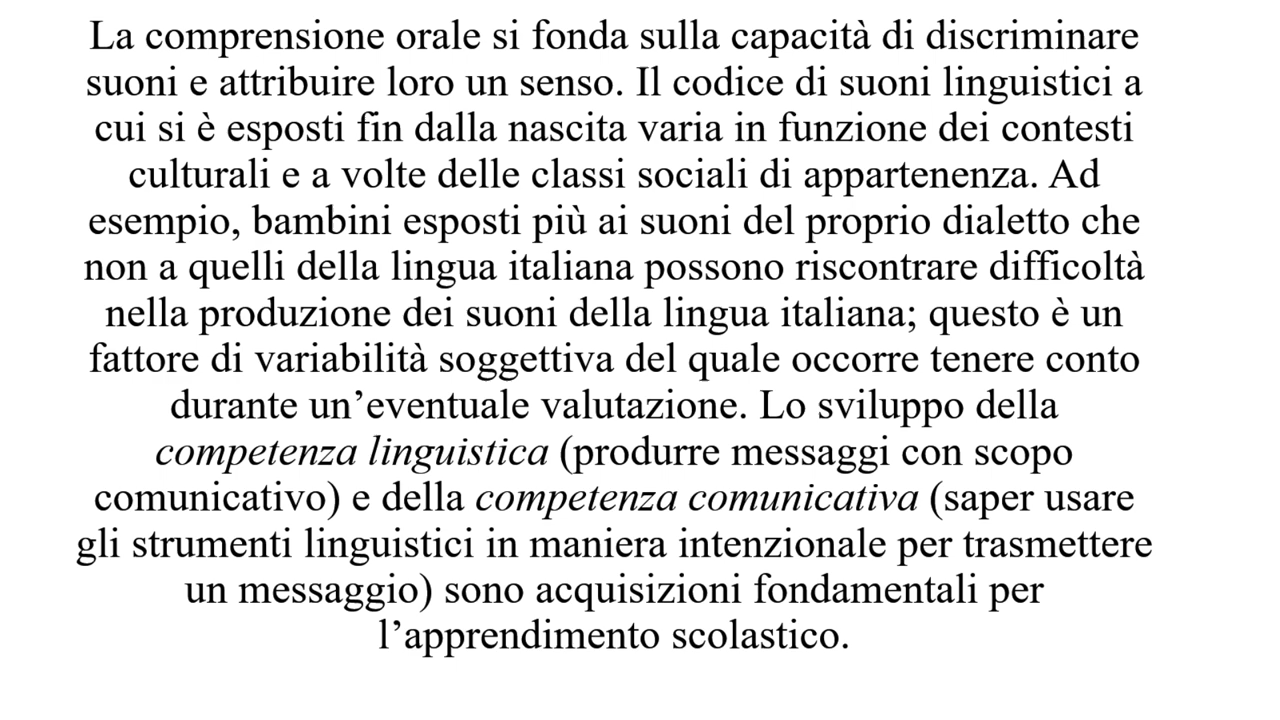 La comprensione orale si fonda sulla capacità di discriminare
suoni e attribuire loro un senso. Il codice di suoni linguistici a
cui si è esposti fin dalla nascita varia in funzione dei contesti
culturali e a volte delle classi sociali di appartenenza. Ad
esempio, bambini esposti più ai suoni del proprio dialetto che
non a quelli della lingua italiana possono riscontrare difficoltà
nella produzione dei suoni della lingua italiana; questo è un
fattore di variabilità soggettiva del quale occorre tenere conto
durante un’eventuale valutazione. Lo sviluppo della
competenza linguistica (produrre messaggi con scopo
comunicativo) e della competenza comunicativa (saper usare
gli strumenti linguistici in maniera intenzionale per trasmettere
un messaggio) sono acquisizioni fondamentali per
l’apprendimento scolastico.